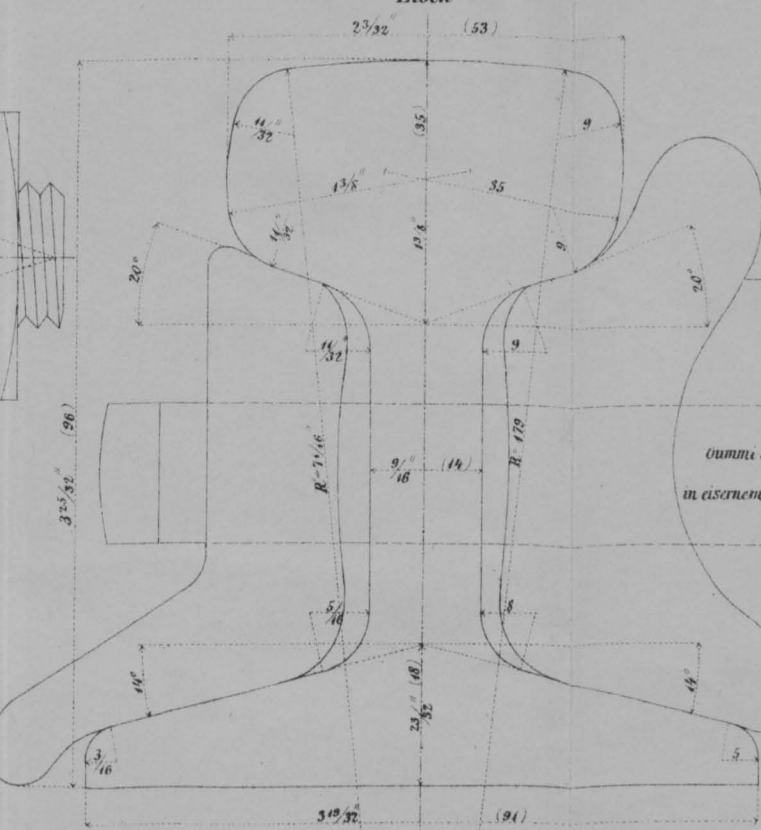 2 3/32" (53)
11/32"
(35)
9
1 3/8"
35
11/32"
1 3/8"
9
20°
20°
11/32"
9
3 25/32" (96)
R = 7 1/16"
9/16" (14)
R = 179
Gummi
in eisernem
5/16
8
14°
23/32" (18)
14°
3/16
5
3 19/32" (91)